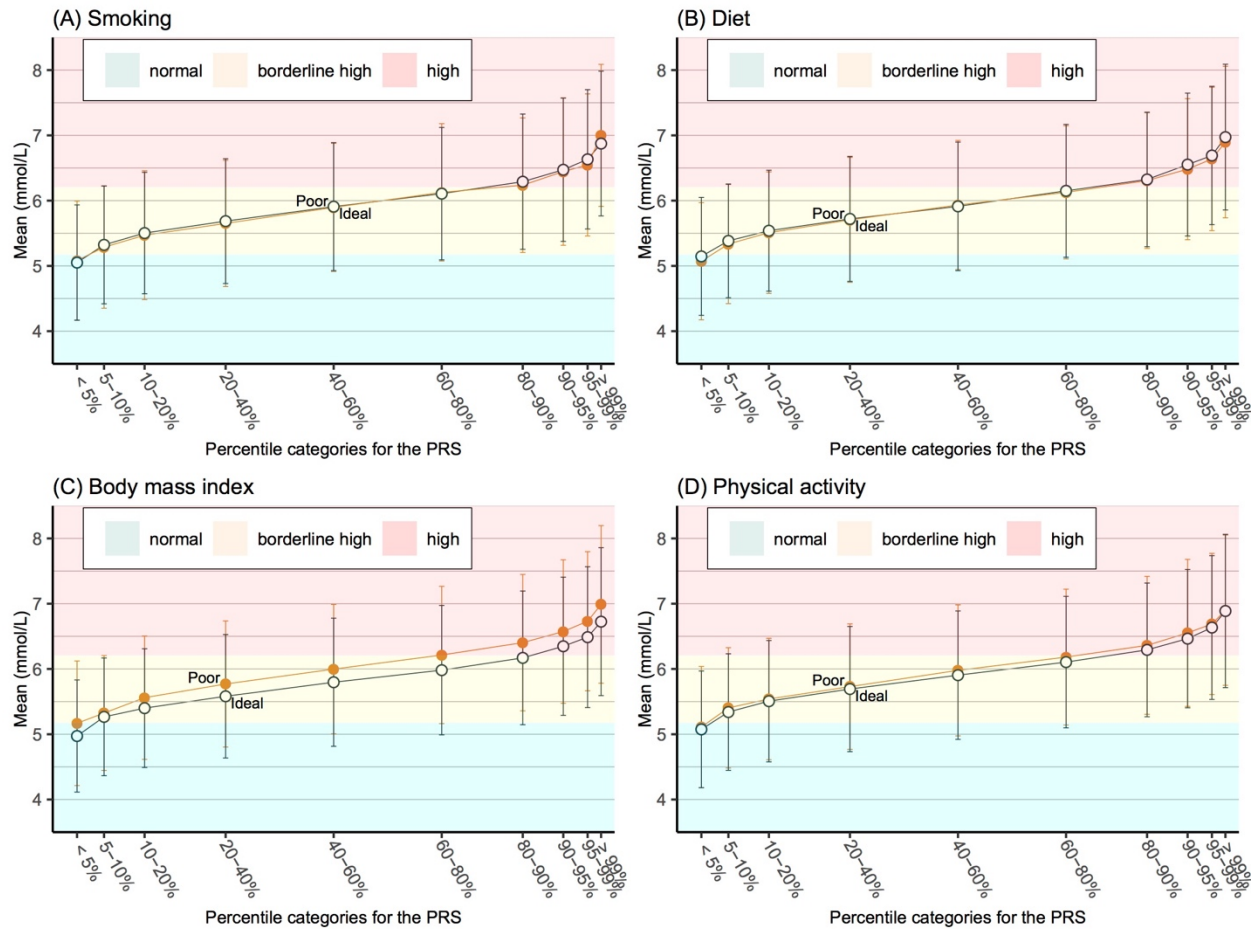 (A) Smoking
normal borderline high high
8
7
6
5
4
Mean (mmol/L)
Poor
Ideal
< 5% 5−10% 10−20% 20−40% 40−60% 60−80% 80−90% 90−95% 95−99% ≥ 99%
Percentile categories for the PRS
(B) Diet
normal borderline high high
8
7
6
5
4
Mean (mmol/L)
Poor
Ideal
< 5% 5−10% 10−20% 20−40% 40−60% 60−80% 80−90% 90−95% 95−99% ≥ 99%
Percentile categories for the PRS
(C) Body mass index
normal borderline high high
8
7
6
5
4
Mean (mmol/L)
Poor
Ideal
< 5% 5−10% 10−20% 20−40% 40−60% 60−80% 80−90% 90−95% 95−99% ≥ 99%
Percentile categories for the PRS
(D) Physical activity
normal borderline high high
8
7
6
5
4
Mean (mmol/L)
Poor
Ideal
< 5% 5−10% 10−20% 20−40% 40−60% 60−80% 80−90% 90−95% 95−99% ≥ 99%
Percentile categories for the PRS